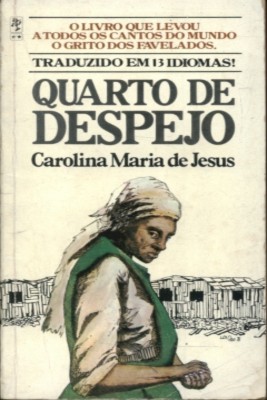 O LIVRO QUE LEVOU
A TODOS OS CANTOS DO MUNDO
O GRITO DOS FAVELADOS.
TRADUZIDO EM 13 IDIOMAS!
QUARTO DE
DESPEJO
Carolina Maria de Jesus